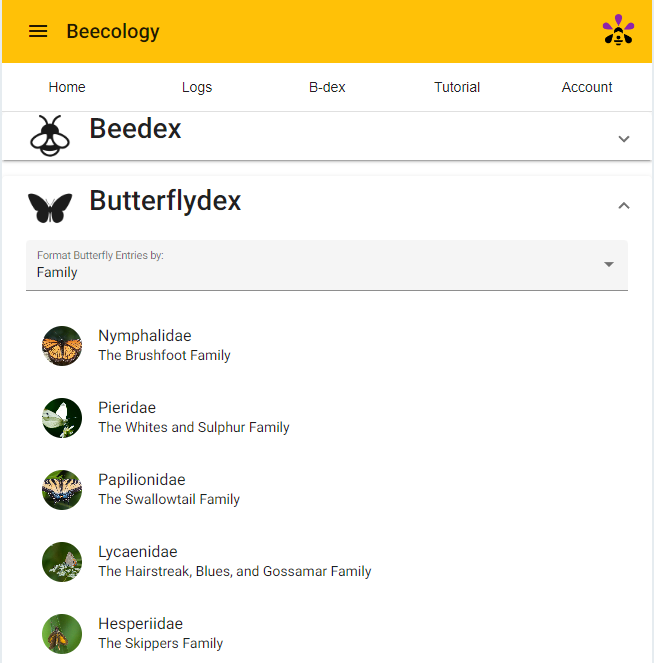 Beecology
Home Logs B-dex Tutorial Account
Beedex
Butterflydex
Format Butterfly Entries by:
Family
Nymphalidae
The Brushfoot Family
Pieridae
The Whites and Sulphur Family
Papilionidae
The Swallowtail Family
Lycaenidae
The Hairstreak, Blues, and Gossamar Family
Hesperiidae
The Skippers Family